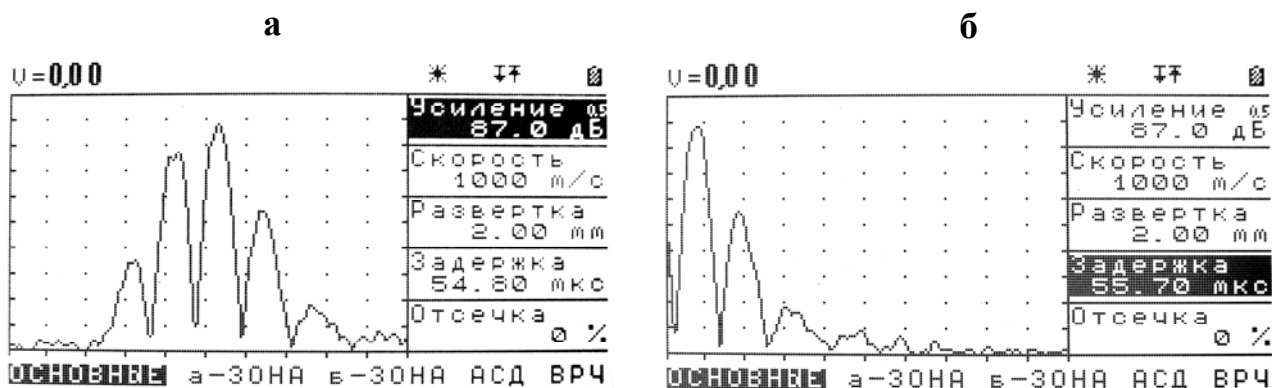 а
б
V=0,00
Усиление 0.5
87.0 дБ
Скорость
1000 m/c
Развертка
2.00 mm
Задержка
54.80 мкс
Отсечка
0 %
ОСНОВНЫЕ а-ЗОНА в-ЗОНА АСД ВРЧ
V=0,00
Усиление 0.5
87.0 дБ
Скорость
1000 m/c
Развертка
2.00 mm
Задержка
55.70 мкс
Отсечка
0 %
ОСНОВНЫЕ а-ЗОНА в-ЗОНА АСД ВРЧ